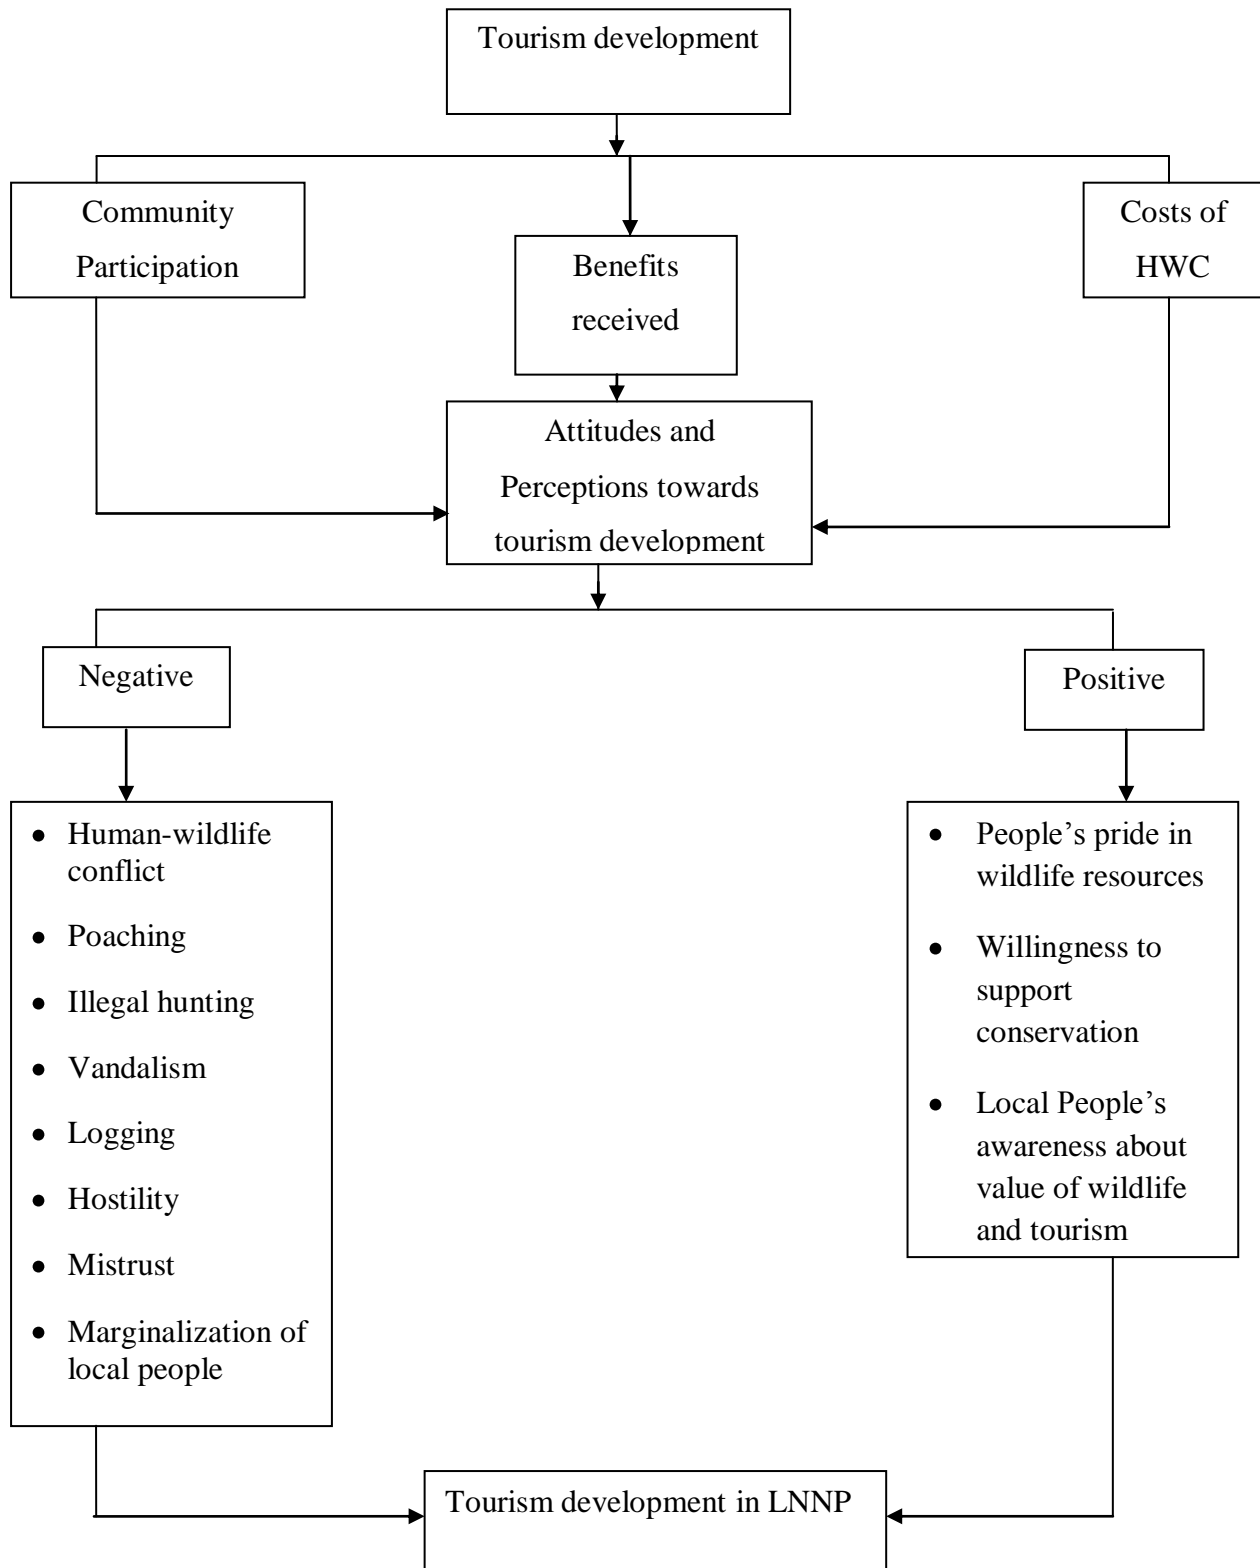 Tourism development
Community
Participation
Benefits
received
Costs of
HWC
Attitudes and
Perceptions towards
tourism development
Negative
Positive
• Human-wildlife
conflict
• Poaching
• Illegal hunting
• Vandalism
• Logging
• Hostility
• Mistrust
• Marginalization of
local people
• People’s pride in
wildlife resources
• Willingness to
support
conservation
• Local People’s
awareness about
value of wildlife
and tourism
Tourism development in LNNP